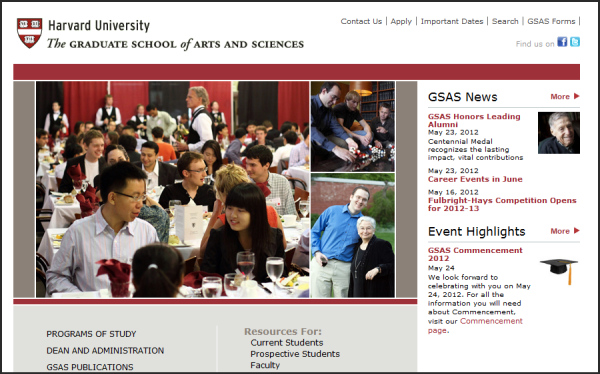 Harvard University
The GRADUATE SCHOOL of ARTS AND SCIENCES
Contact Us | Apply | Important Dates | Search | GSAS Forms |
Find us on
GSAS News
More
GSAS Honors Leading
Alumni
May 23, 2012
Centennial Medal
recognizes the lasting
impact, vital contributions
May 23, 2012
Career Events in June
May 16, 2012
Fulbright-Hays Competition Opens
for 2012-13
Event Highlights
More
GSAS Commencement
2012
May 24
We look forward to
celebrating with you on May
24, 2012. For all the
information you will need
about Commencement,
visit our Commencement
page.
PROGRAMS OF STUDY
DEAN AND ADMINISTRATION
GSAS PUBLICATIONS
Resources For:
Current Students
Prospective Students
Faculty